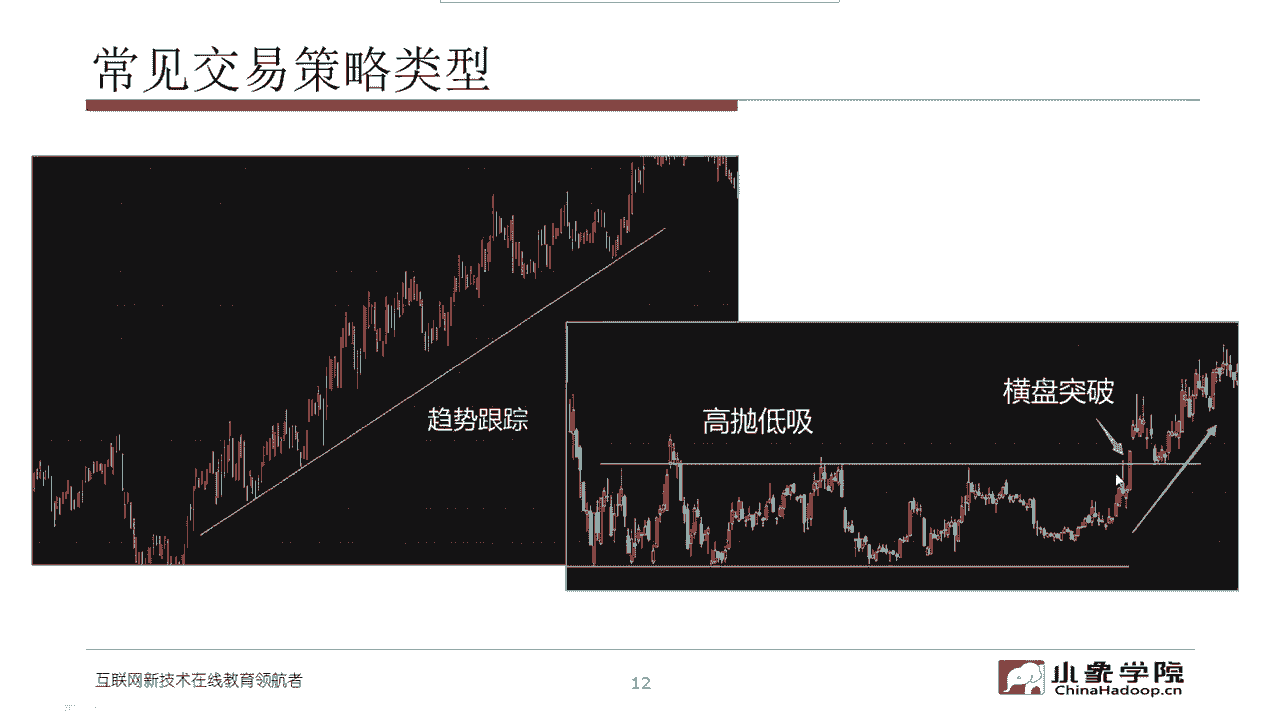 常见交易策略类型
趋势跟踪
高抛低吸
横盘突破
互联网新技术在线教育领航者
12
小象学院
ChinaHadoop.cn